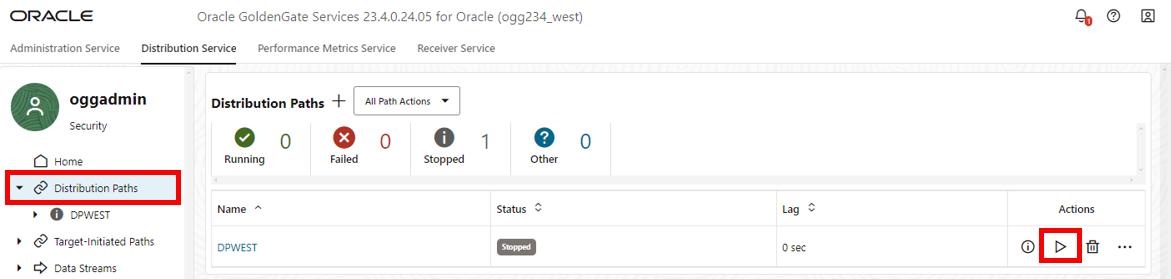 ORACLE Oracle GoldenGate Services 23.4.0.24.05 for Oracle (ogg234_west) 1
Administration Service Distribution Service Performance Metrics Service Receiver Service
oggadmin
Security
Home
Distribution Paths
DPWEST
Target-Initiated Paths
Data Streams
Distribution Paths All Path Actions
Running 0
Failed 0
Stopped 1
Other 0
Name Status Lag Actions
DPWEST Stopped 0 sec